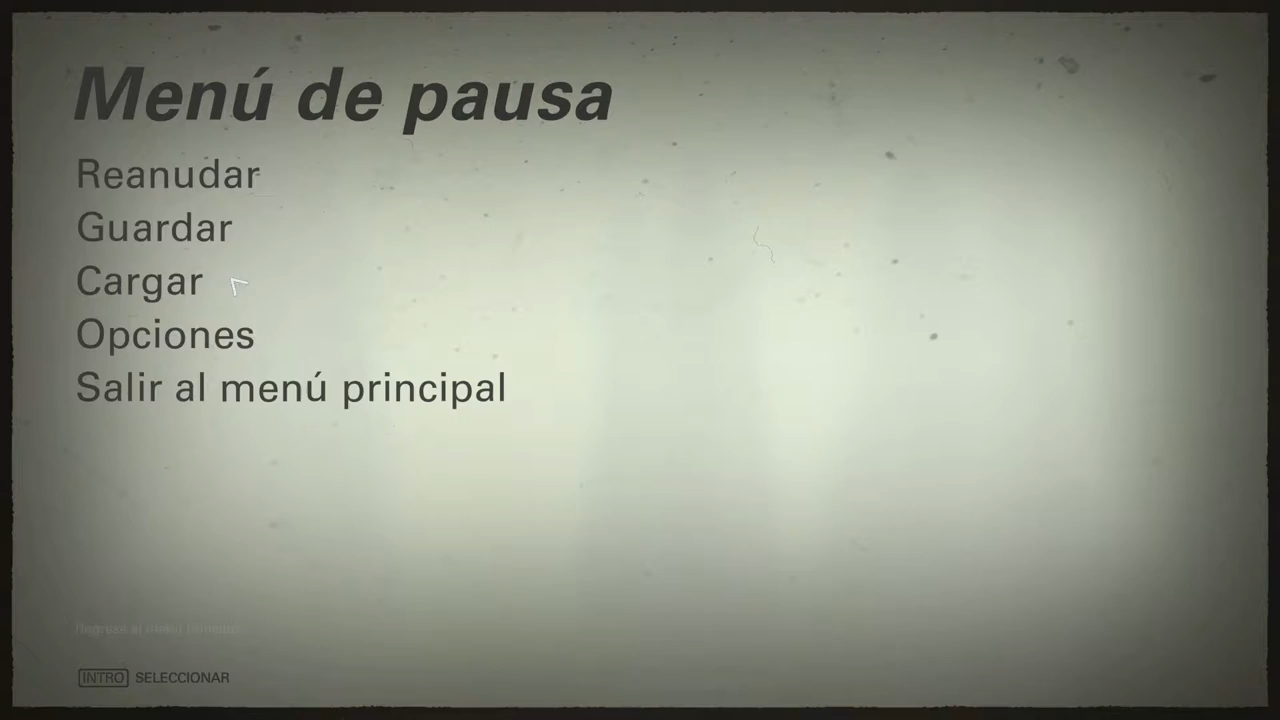 Menú de pausa
Reanudar
Guardar
Cargar
Opciones
Salir al menú principal
INTRO SELECCIONAR